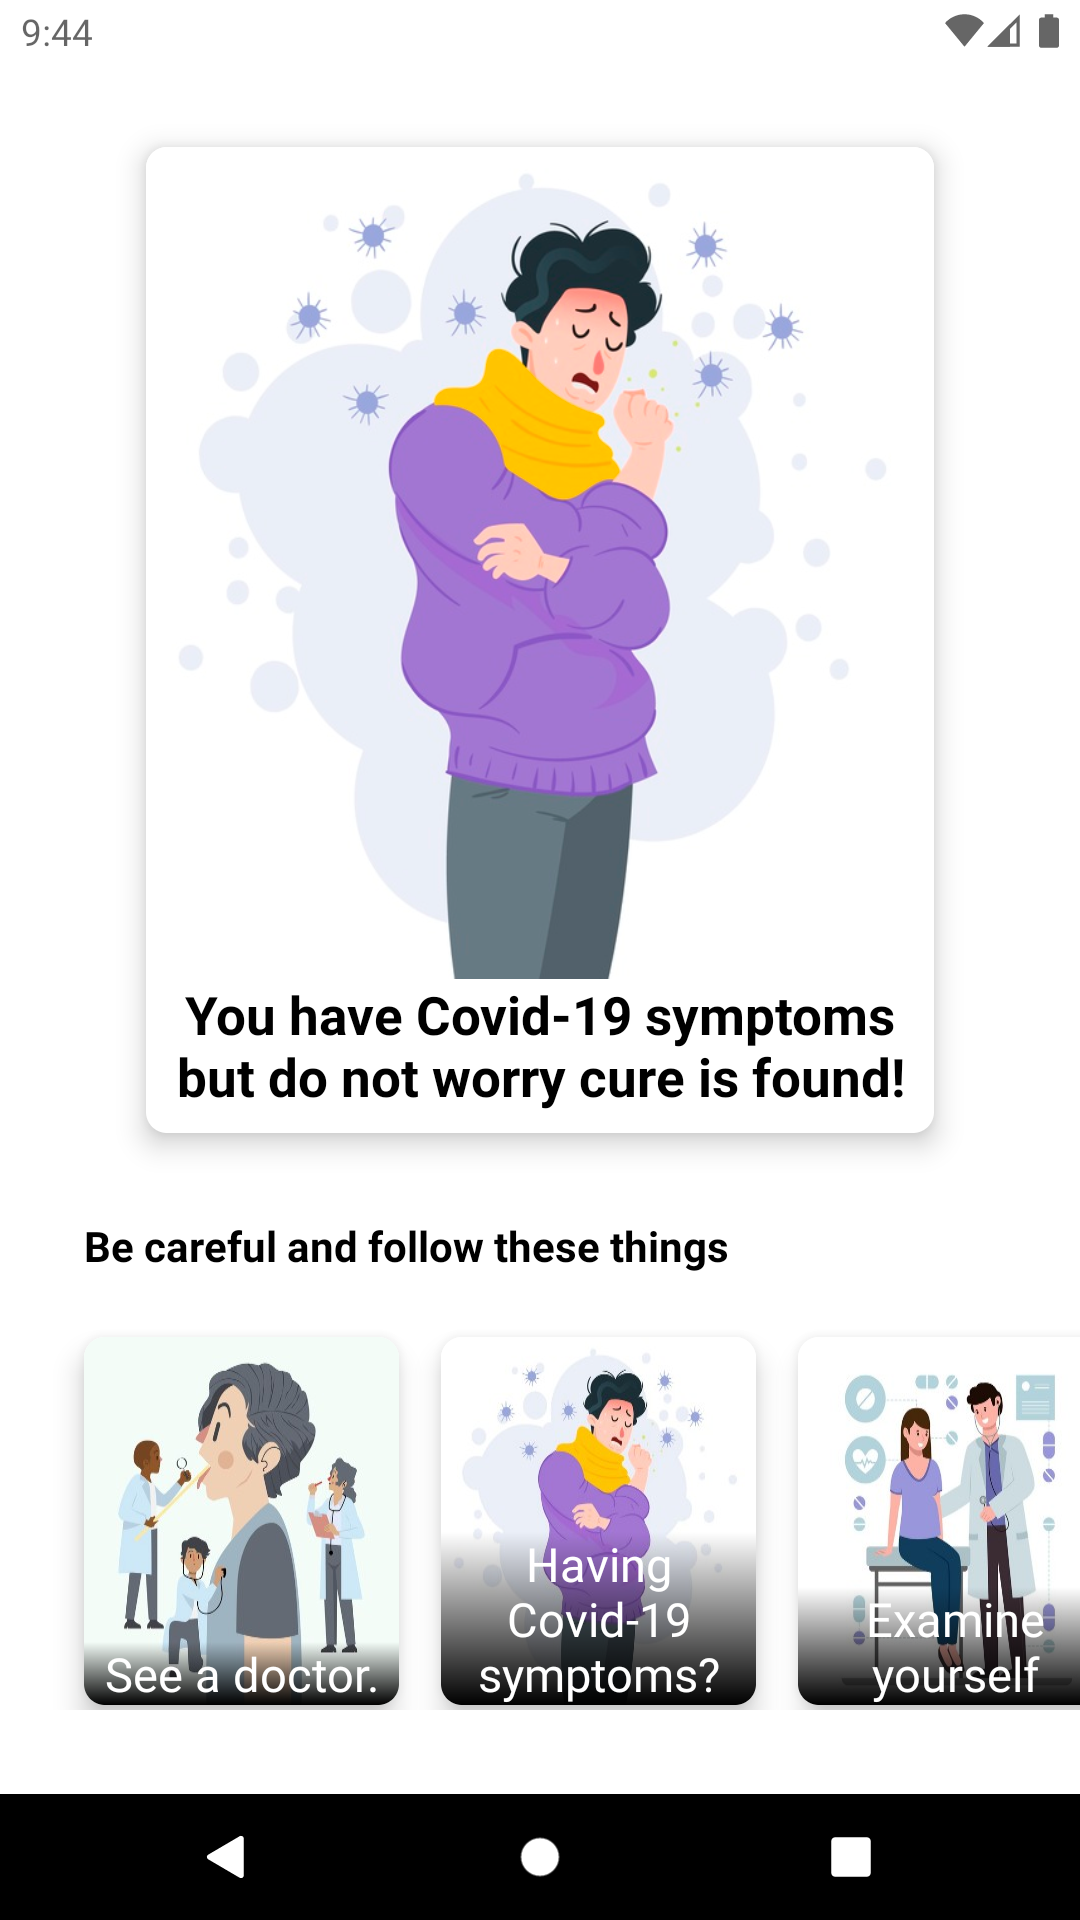 9:44
You have Covid-19 symptoms
but do not worry cure is found!
Be careful and follow these things
See a doctor.
Having
Covid-19
symptoms?
Examine
yourself